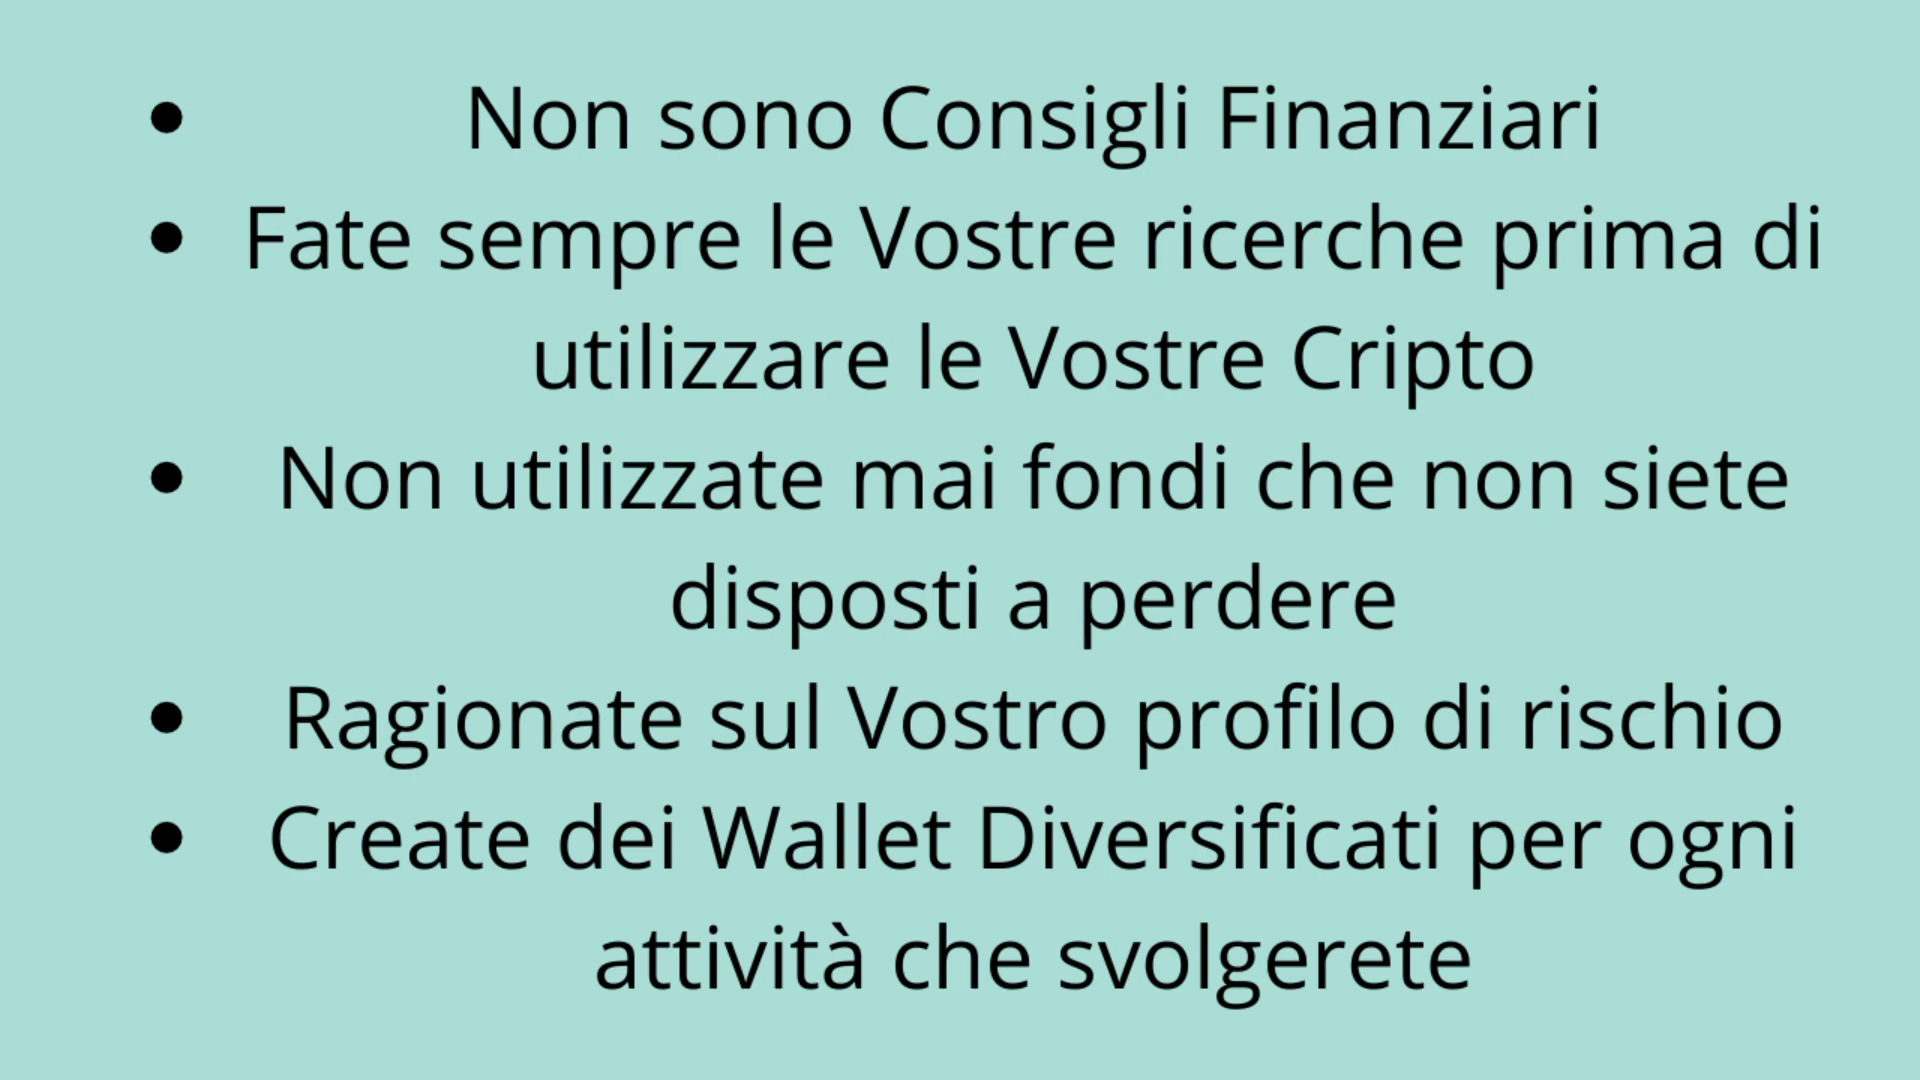 • Non sono Consigli Finanziari
• Fate sempre le Vostre ricerche prima di
utilizzare le Vostre Cripto
• Non utilizzate mai fondi che non siete
disposti a perdere
• Ragionate sul Vostro profilo di rischio
• Create dei Wallet Diversificati per ogni
attività che svolgerete